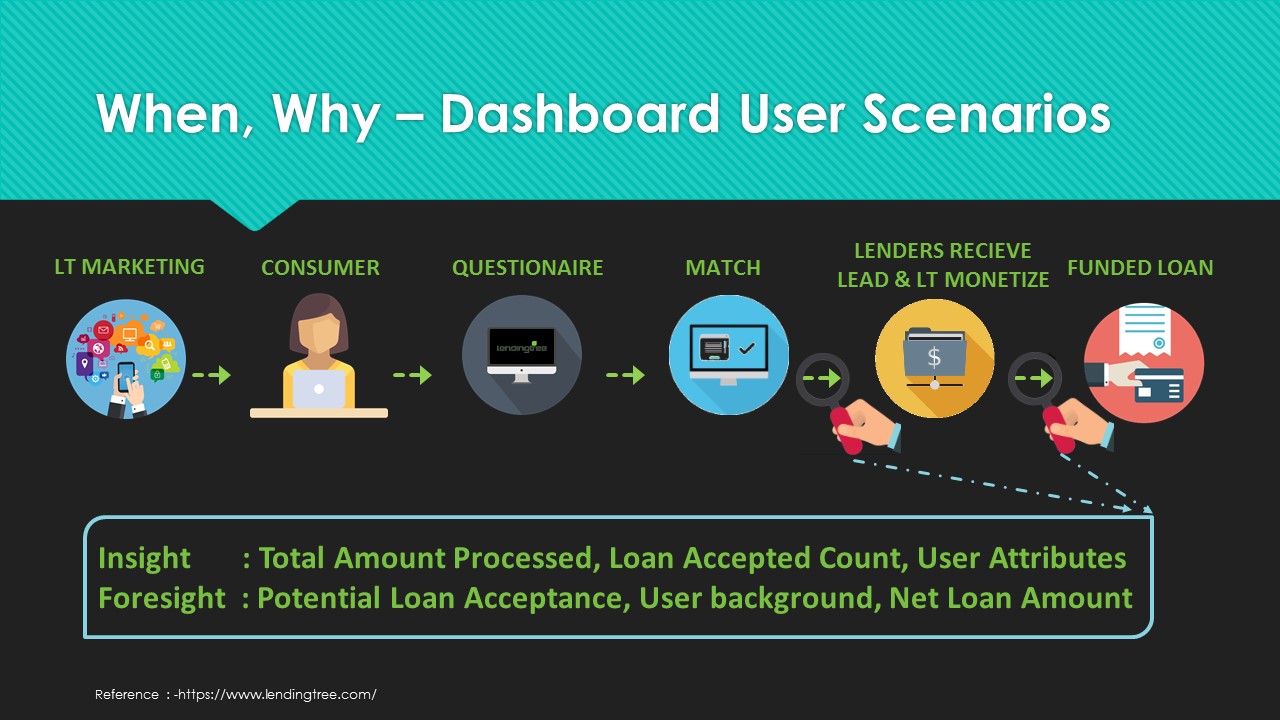 When, Why – Dashboard User Scenarios
LT MARKETING
CONSUMER
QUESTIONAIRE
MATCH
LENDERS RECIEVE
LEAD & LT MONETIZE
FUNDED LOAN
lendingtree
$
Insight : Total Amount Processed, Loan Accepted Count, User Attributes
Foresight : Potential Loan Acceptance, User background, Net Loan Amount
Reference : -https://www.lendingtree.com/